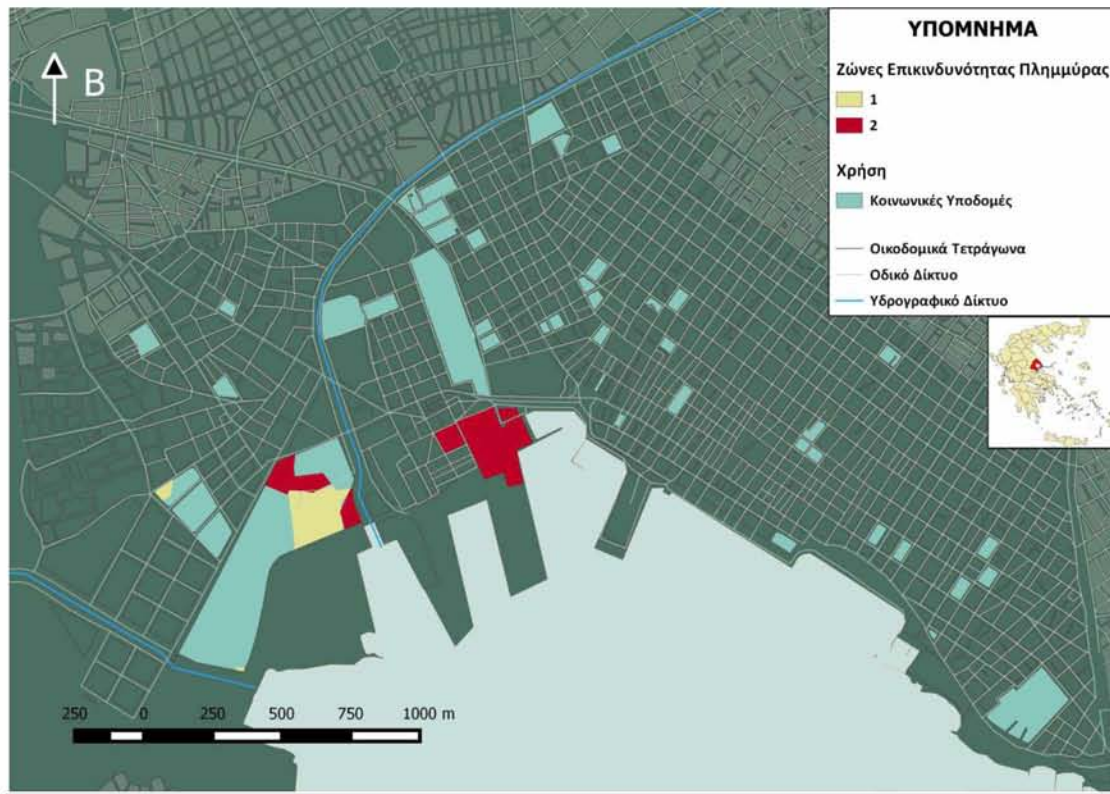 Β
ΥΠΟΜΝΗΜΑ
Ζώνες Επικινδυνότητας Πλημμύρας
1
2
Χρήση
Κοινωνικές Υποδομές
Οικοδομικά Τετράγωνα
Οδικό Δίκτυο
Υδρογραφικό Δίκτυο
250 0 250 500 750 1000 m